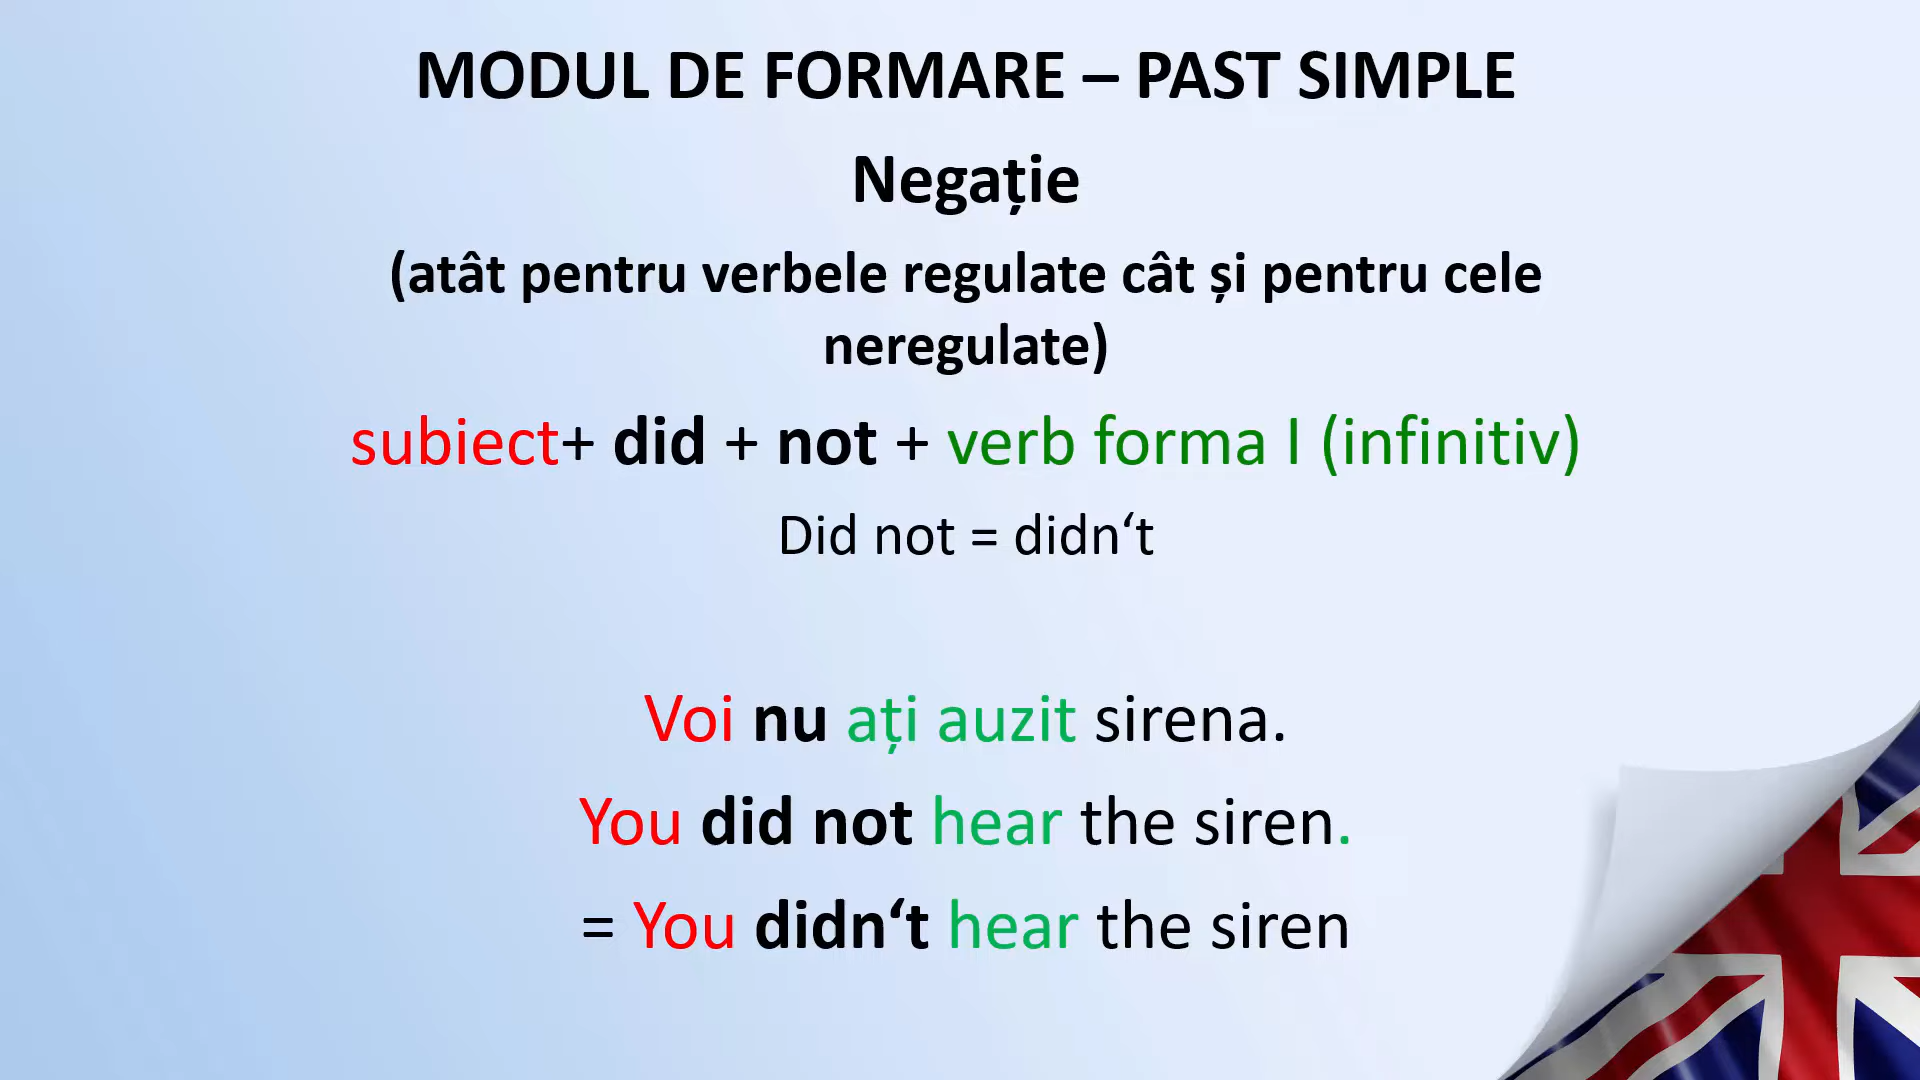 MODUL DE FORMARE – PAST SIMPLE
Negație
(atât pentru verbele regulate cât și pentru cele
neregulate)
subiect+ did + not + verb forma I (infinitiv)
Did not = didn‘t
Voi nu ați auzit sirena.
You did not hear the siren.
= You didn‘t hear the siren